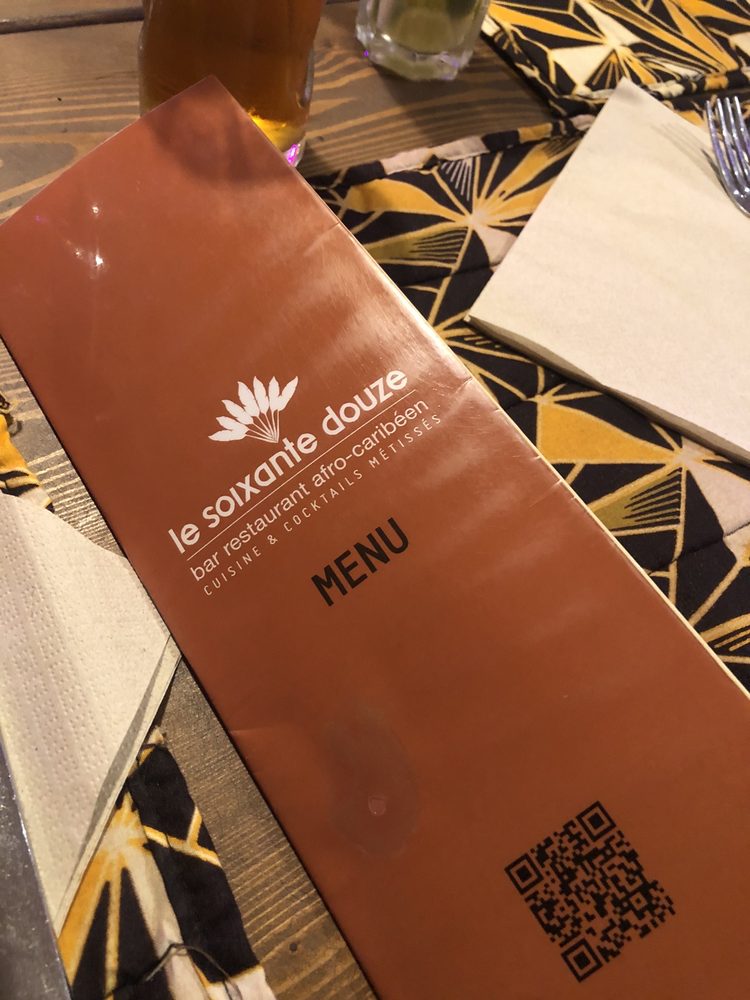 le soixante douze
bar restaurant afro-caribéen
CUISINE & COCKTAILS MÉTISSÉS
MENU